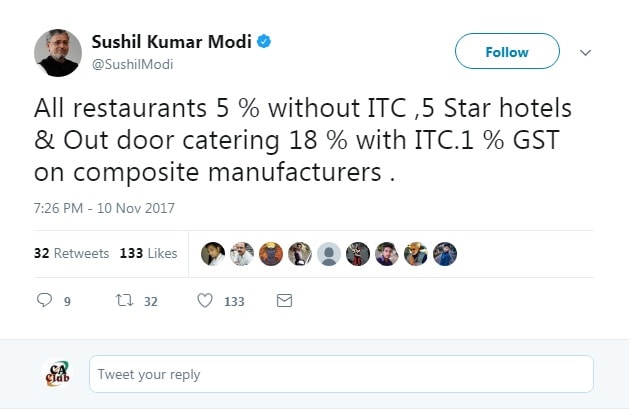 Sushil Kumar Modi
@SushilModi
Follow
All restaurants 5 % without ITC ,5 Star hotels
& Out door catering 18 % with ITC.1 % GST
on composite manufacturers .
7:26 PM - 10 Nov 2017
32 Retweets 133 Likes
9 32 133
CA
Club
Tweet your reply